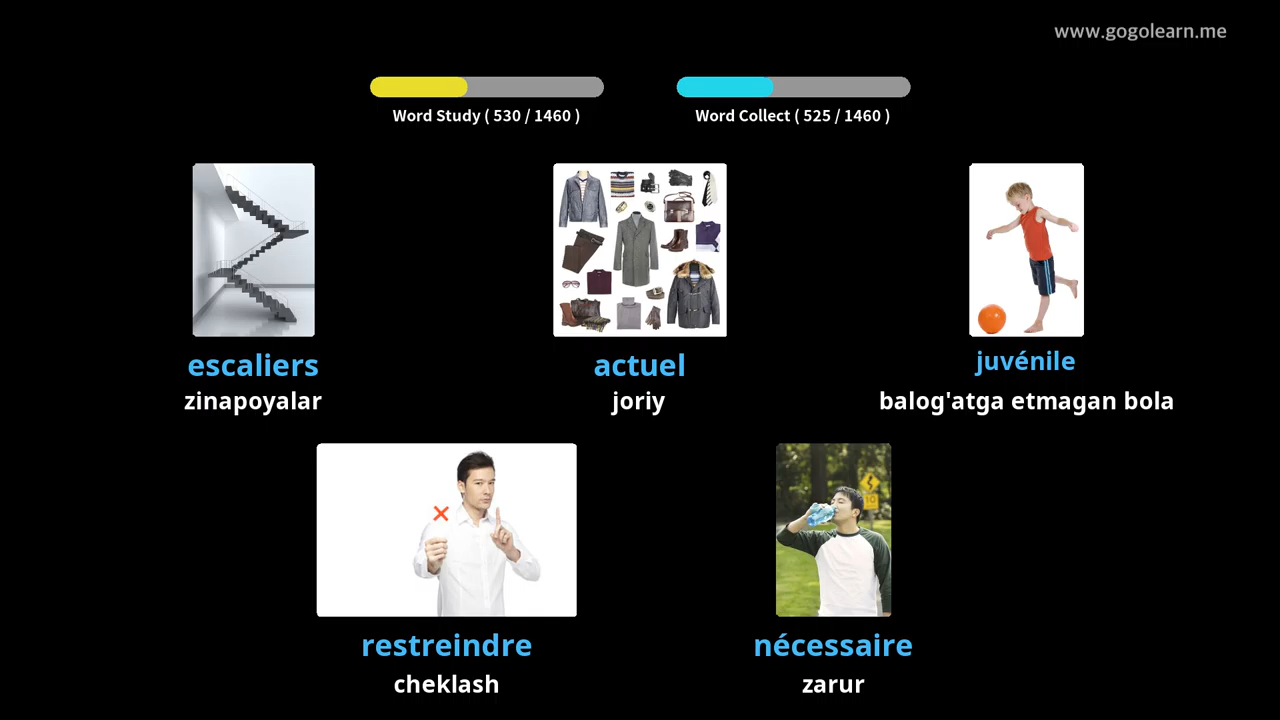 www.gogolearn.me
Word Study ( 530 / 1460 )
Word Collect ( 525 / 1460 )
escaliers
zinapoyalar
actuel
joriy
juvénile
balog'atga etmagan bola
restreindre
cheklash
nécessaire
zarur